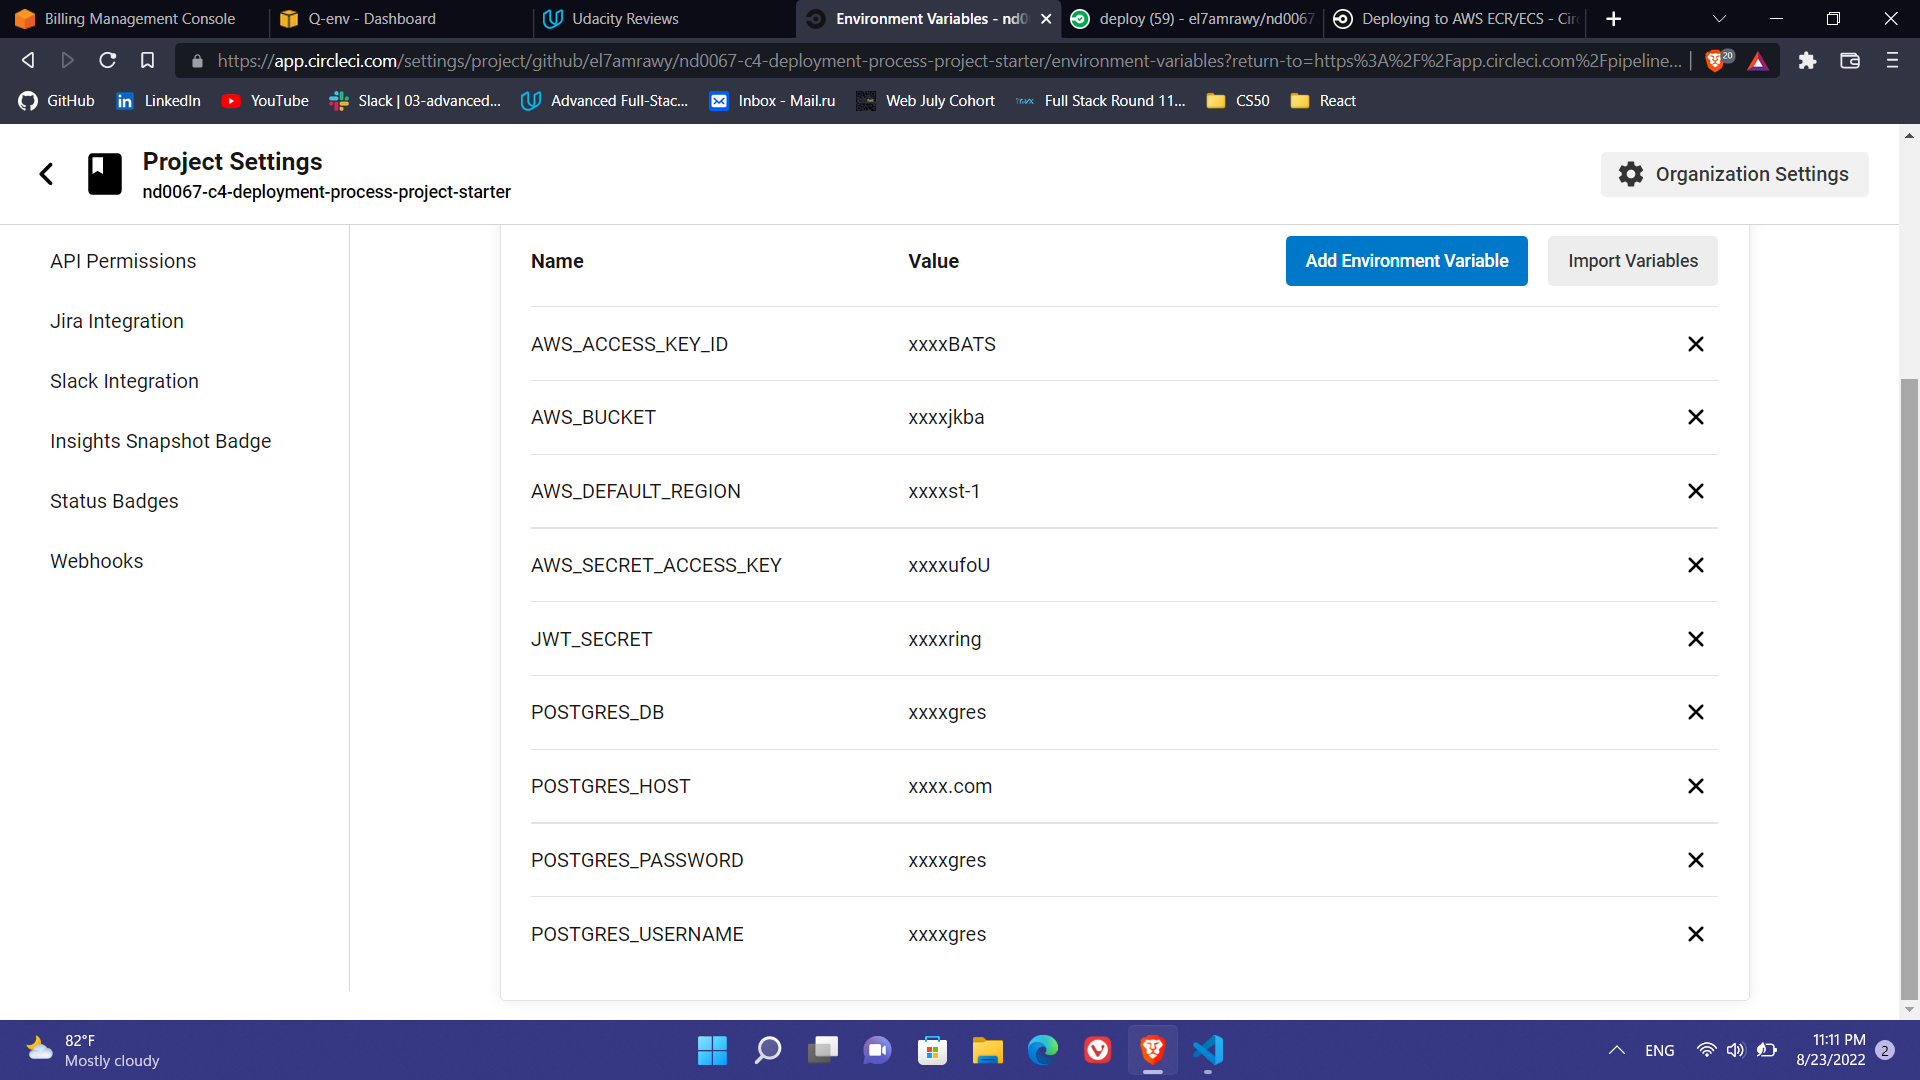 Billing Management Console
Q-env - Dashboard
Udacity Reviews
Environment Variables - nd0
deploy (59) - el7amrawy/nd0067
Deploying to AWS ECR/ECS - Cir
https://app.circleci.com/settings/project/github/el7amrawy/nd0067-c4-deployment-process-project-starter/environment-variables?return-to=https%3A%2F%2Fapp.circleci.com%2Fpipeline...
20
GitHub
LinkedIn
YouTube
Slack | 03-advanced...
Advanced Full-Stac...
Inbox - Mail.ru
Web July Cohort
Full Stack Round 11...
CS50
React
Project Settings
nd0067-c4-deployment-process-project-starter
Organization Settings
API Permissions
Jira Integration
Slack Integration
Insights Snapshot Badge
Status Badges
Webhooks
Name Value Add Environment Variable Import Variables
AWS_ACCESS_KEY_ID xxxxBATS
AWS_BUCKET xxxxjkba
AWS_DEFAULT_REGION xxxxst-1
AWS_SECRET_ACCESS_KEY xxxxufoU
JWT_SECRET xxxxring
POSTGRES_DB xxxxgres
POSTGRES_HOST xxxx.com
POSTGRES_PASSWORD xxxxgres
POSTGRES_USERNAME xxxxgres
82°F
Mostly cloudy
ENG
11:11 PM
8/23/2022
2